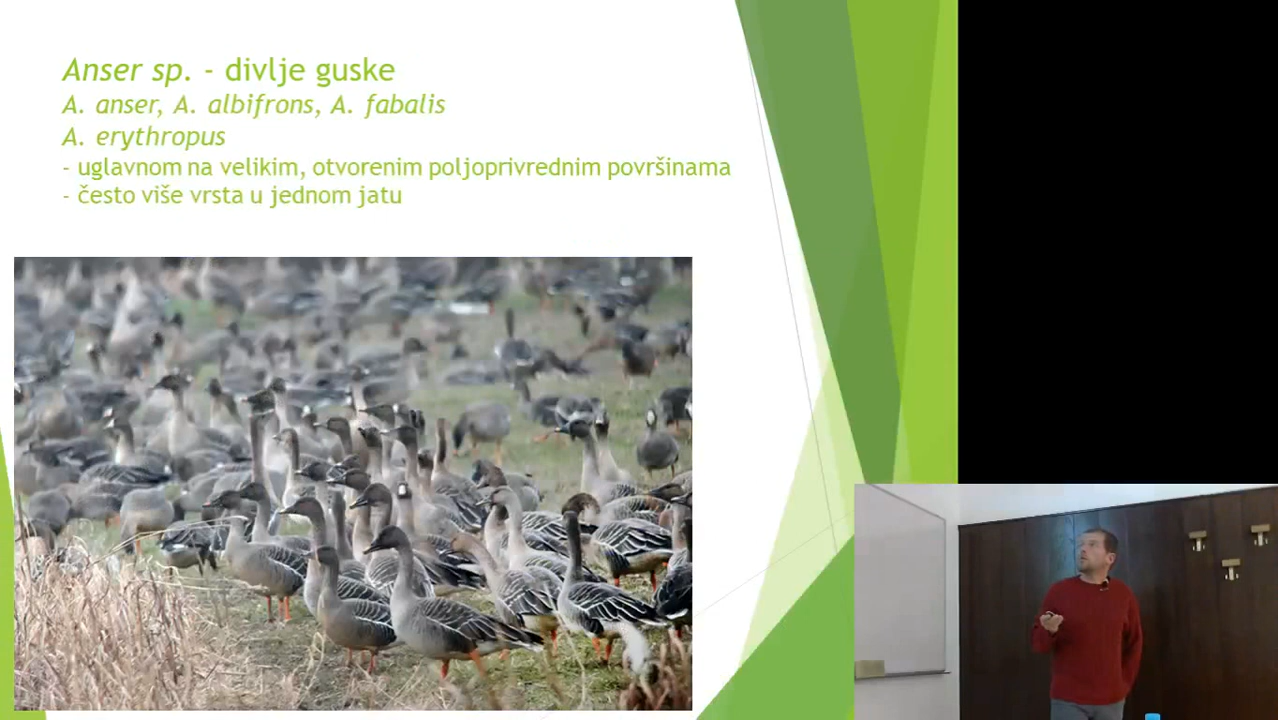 Anser sp. - divlje guske
A. anser, A. albifrons, A. fabalis
A. erythropus
- uglavnom na velikim, otvorenim poljoprivrednim površinama
- često više vrsta u jednom jatu